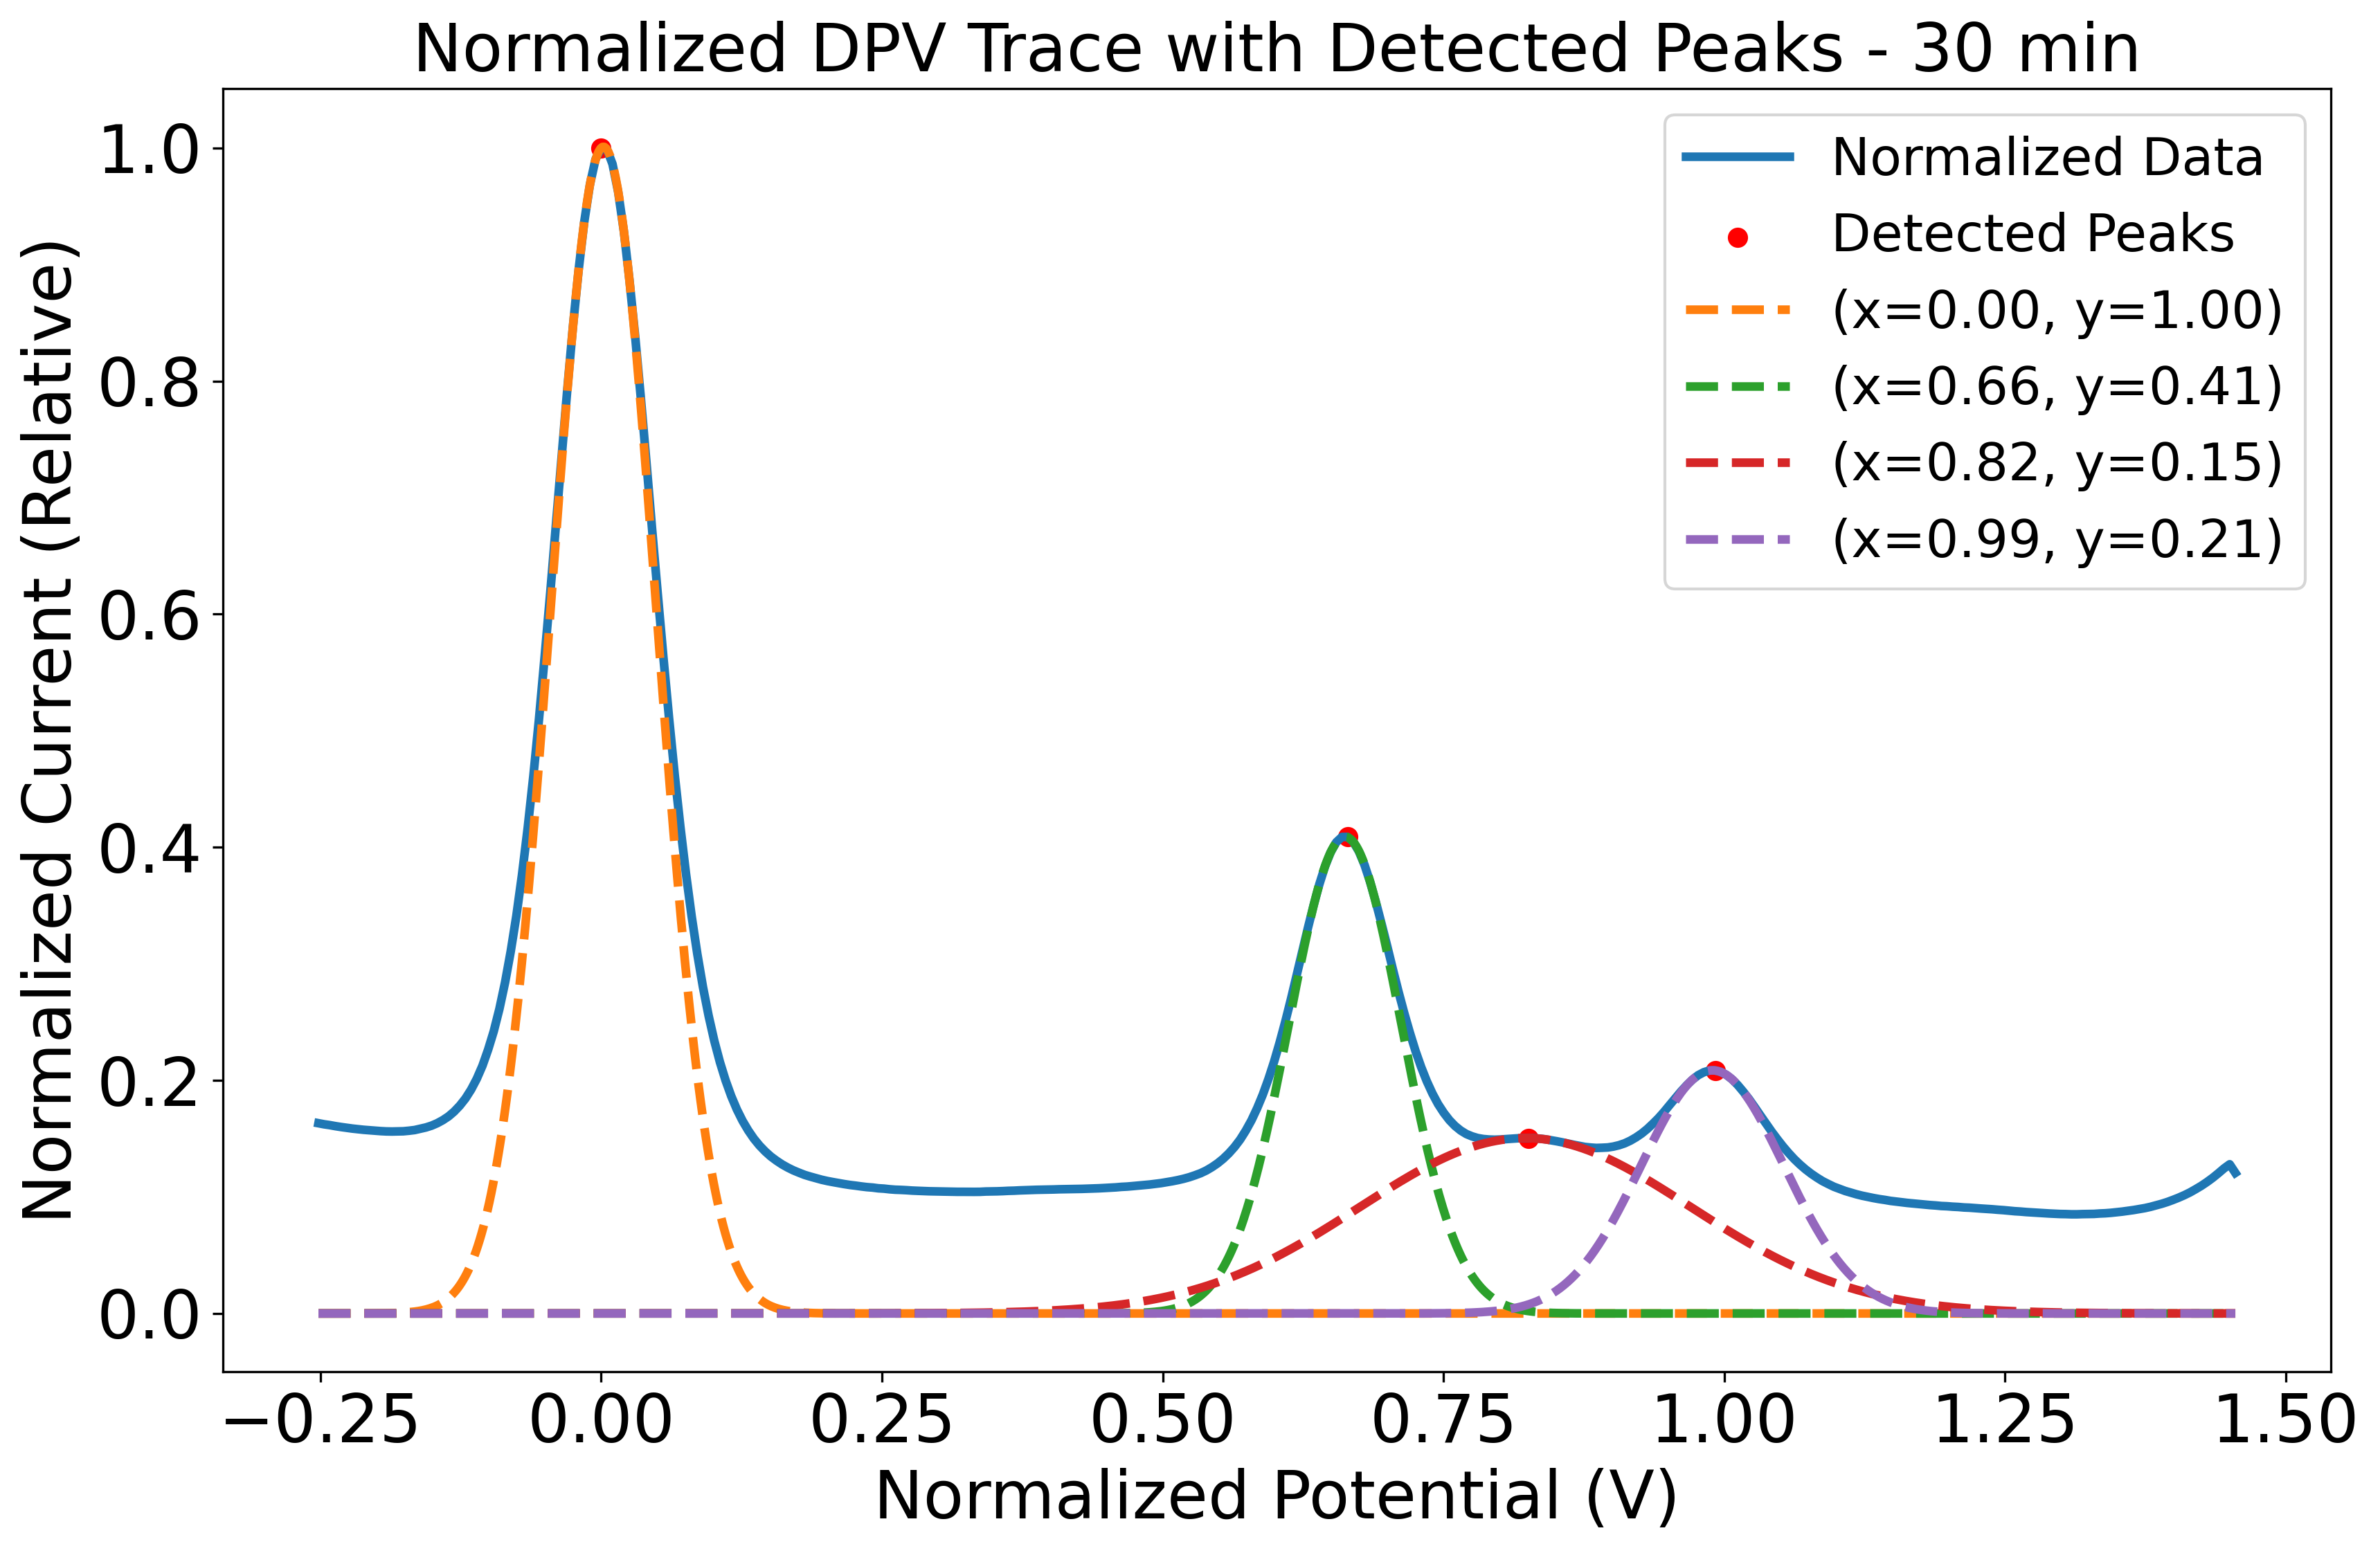 Normalized DPV Trace with Detected Peaks - 30 min
Normalized Current (Relative)
1.0
0.8
0.6
0.4
0.2
0.0
Normalized Data
Detected Peaks
(x=0.00, y=1.00)
(x=0.66, y=0.41)
(x=0.82, y=0.15)
(x=0.99, y=0.21)
−0.25 0.00 0.25 0.50 0.75 1.00 1.25 1.50
Normalized Potential (V)